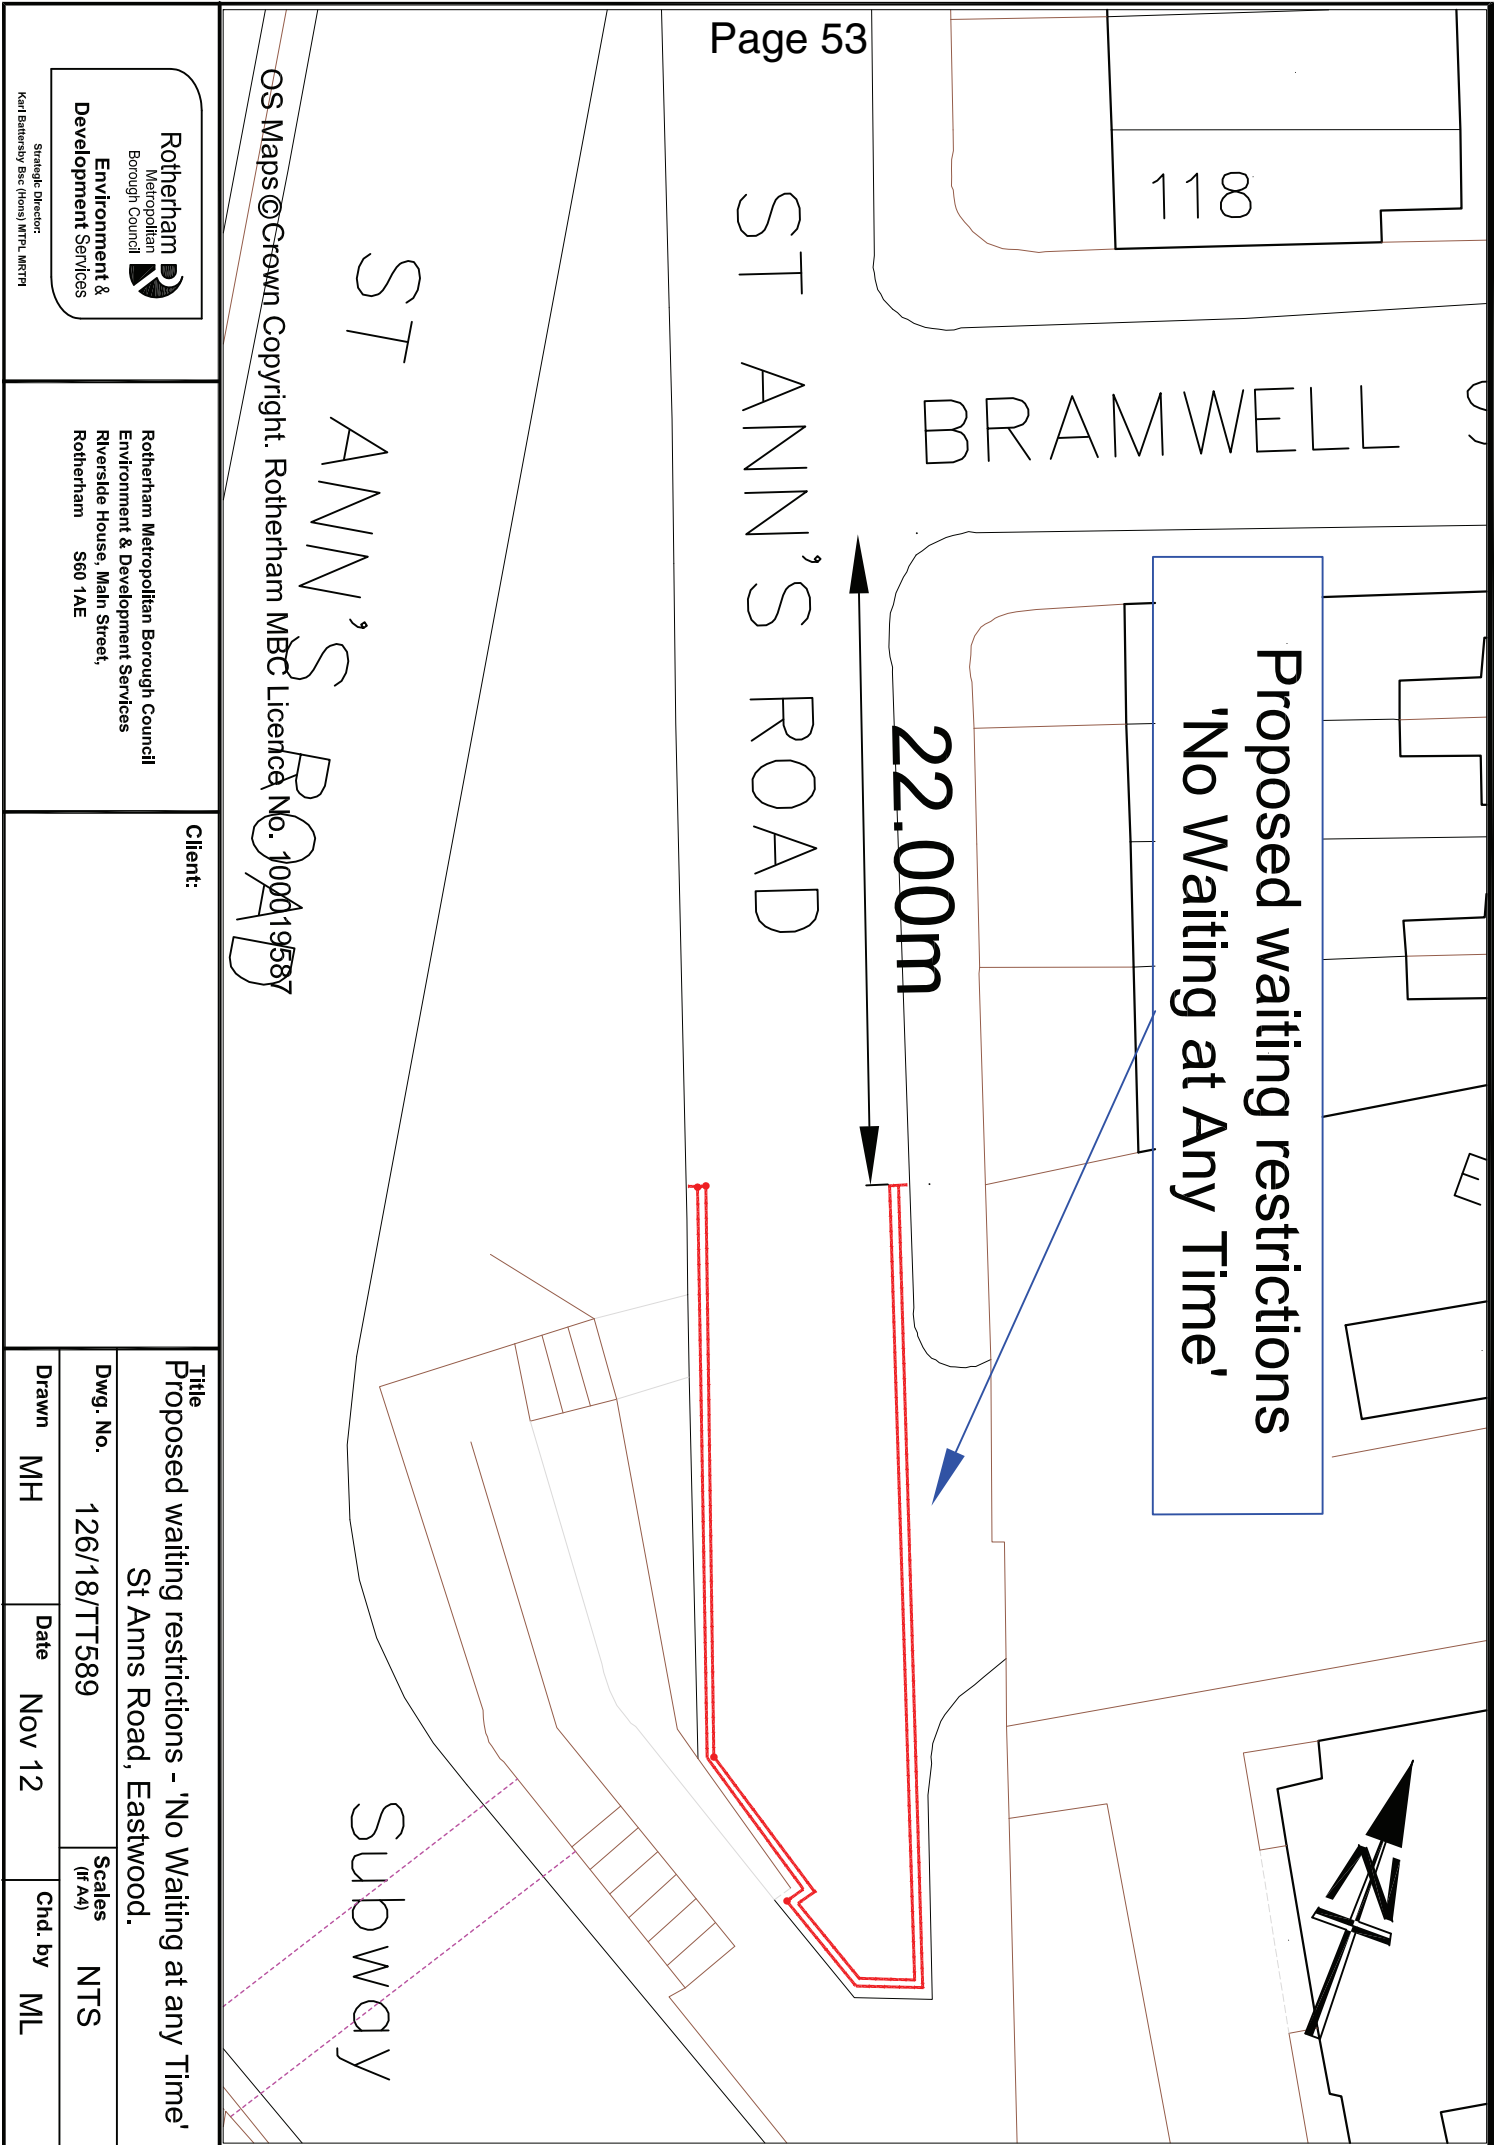 Page 53
118
BRAMWELL S
ST ANN'S ROAD
22.00m
Proposed waiting restrictions
'No Waiting at Any Time'
E
N
ST ANN'S ROAD
Subway
OS Maps©Crown Copyright. Rotherham MBC Licence No. 100019587
Rotherham
Metropolitan
Borough Council
Environment &
Development Services
Strategic Director:
Karl Battersby Bsc (Hons) MTPL MRTPI
Rotherham Metropolitan Borough Council
Environment & Development Services
Riverside House, Main Street,
Rotherham S60 1AE
Client:
Title
Proposed waiting restrictions - 'No Waiting at any Time'
St Anns Road, Eastwood.
Dwg. No. 126/18/TT589
Scales (If A4) NTS
Drawn MH
Date Nov 12
Chd. by ML